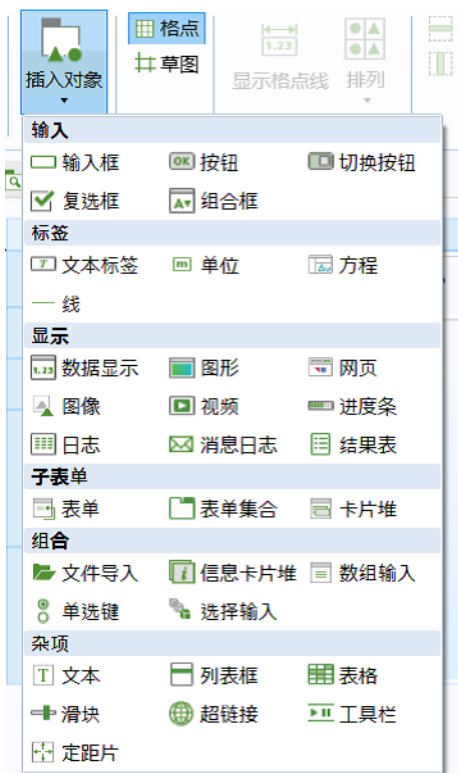 格点
插入对象
草图
1.23
显示格点线 排列
输入
输入框 OK 按钮 切换按钮
复选框 A 组合框
标签
T 文本标签 m 单位 Δu 方程
线
显示
1.23 数据显示 图形 网页
图像 视频 进度条
日志 消息日志 结果表
子表单
表单 表单集合 卡片堆
组合
文件导入 i 信息卡片堆 数组输入
单选键 选择输入
杂项
T 文本 列表框 表格
滑块 超链接 工具栏
定距片